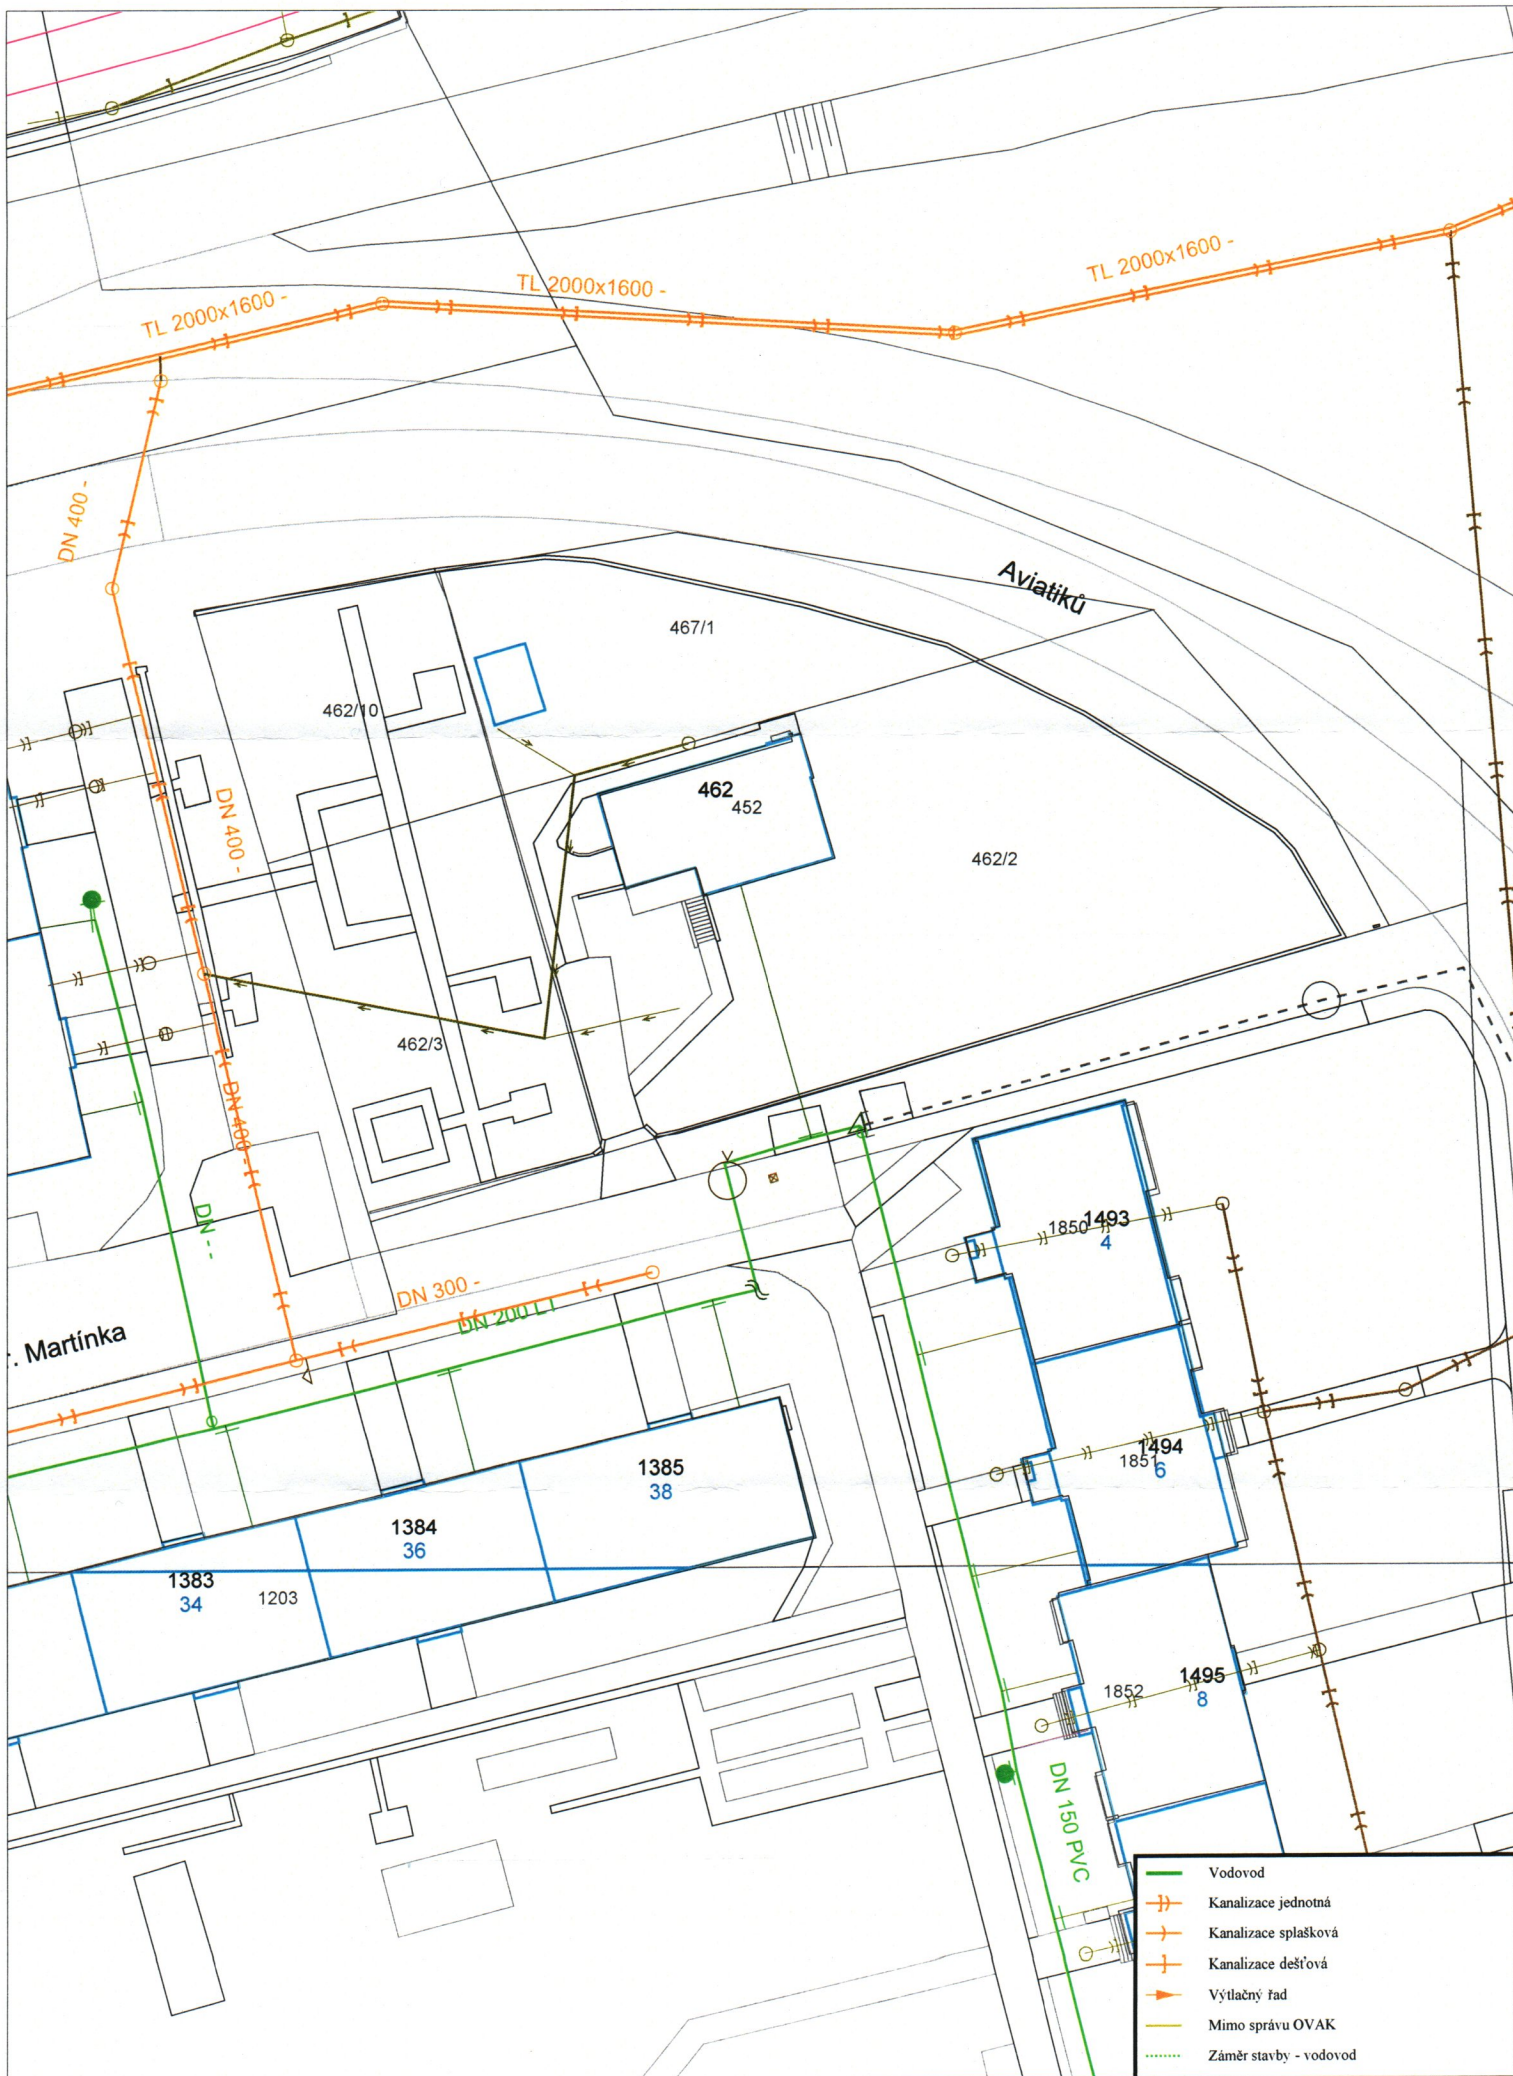 TL 2000x1600 -
TL 2000x1600 -
TL 2000x1600 -
DN 400 -
Aviatiků
467/1
462/10
462
452
DN 400 -
462/2
462/3
DN 400 -
DN - -
1850
1493
4
DN 300 -
DN 200 LT
. Martínka
1494
1851
6
1385
38
1384
36
1383
34
1203
1495
1852
8
DN 150 PVC
Vodovod
Kanalizace jednotná
Kanalizace splašková
Kanalizace dešťová
Výtlačný řad
Mimo správu OVAK
Záměr stavby - vodovod